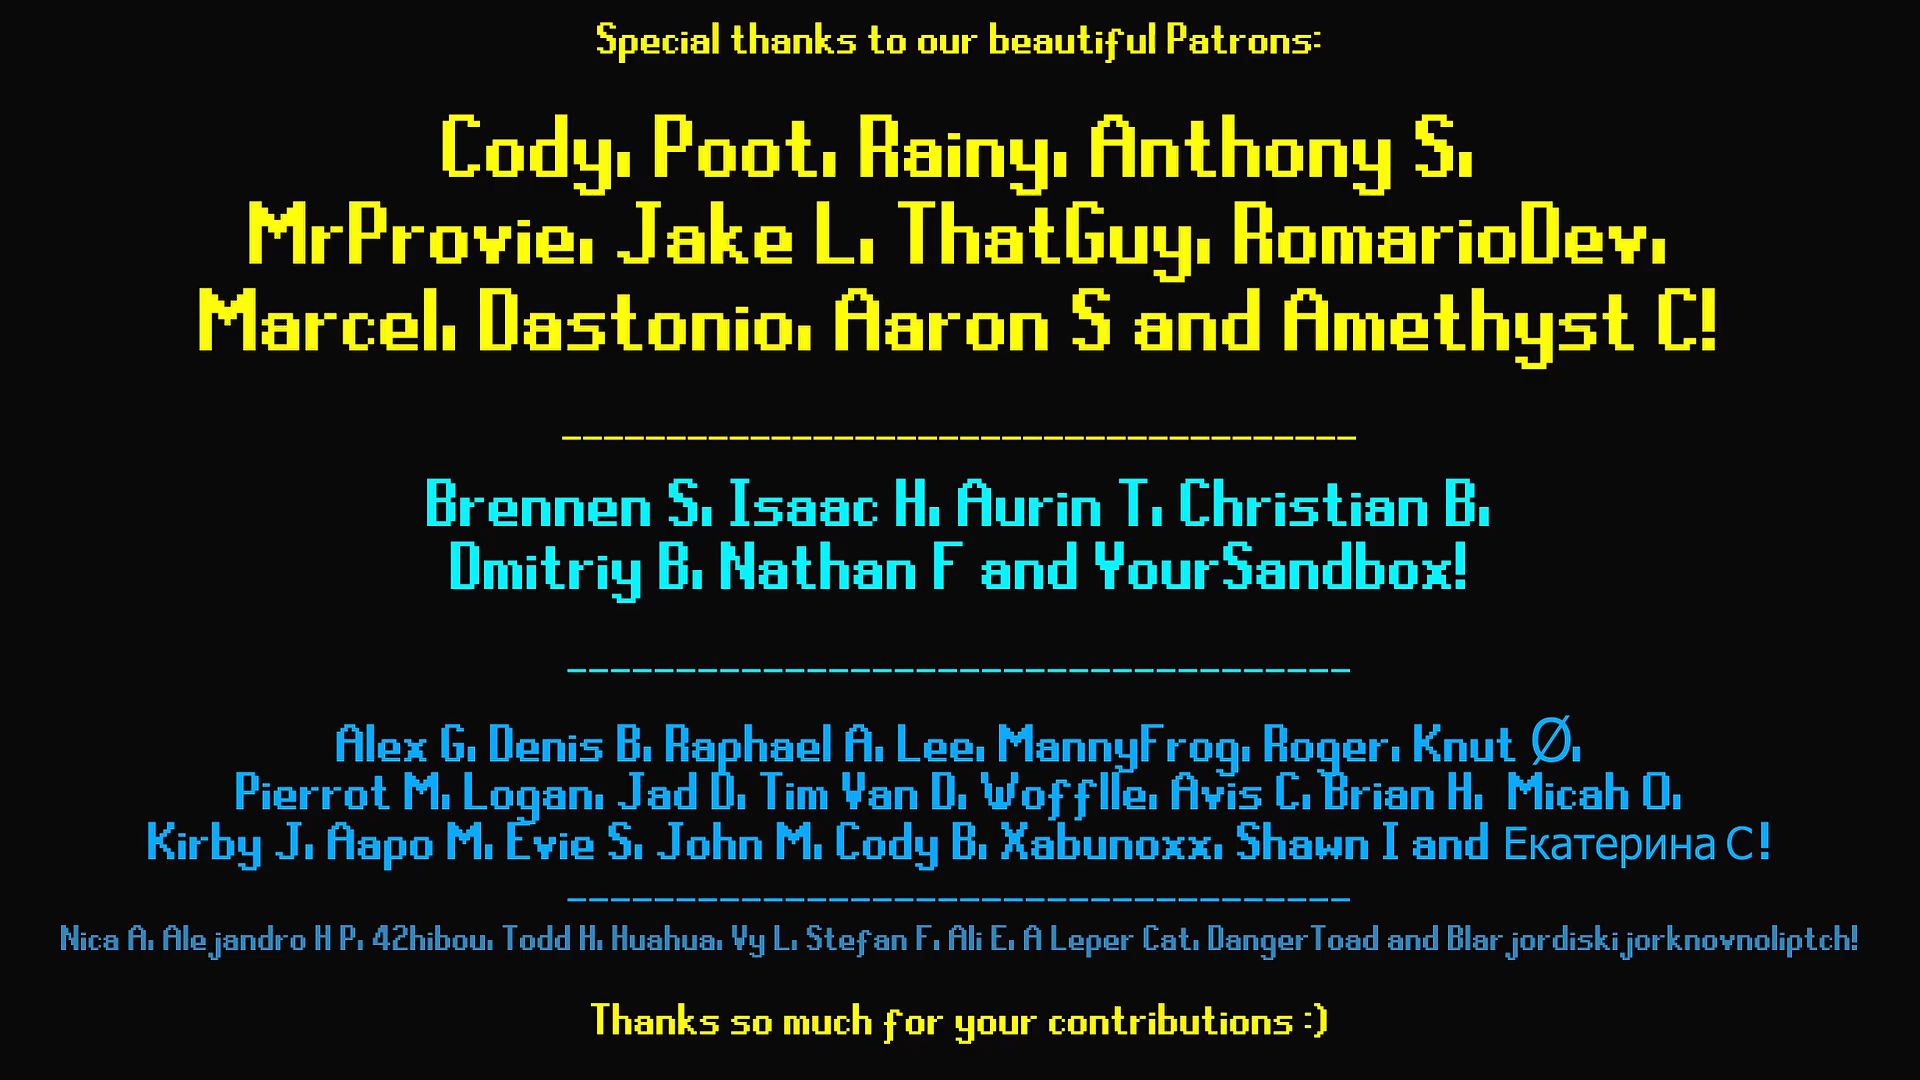 Special thanks to our beautiful Patrons:
Cody, Poot, Rainy, Anthony S,
MrProvie, Jake L, ThatGuy, RomarioDev,
Marcel, Dastonio, Aaron S and Amethyst C!
--------------------------------------
Brennen S, Isaac H, Aurin T, Christian B,
Dmitriy B, Nathan F and YourSandbox!
------------------------------------
Alex G, Denis B, Raphael A, Lee, MannyFrog, Roger, Knut Ø,
Pierrot M, Logan, Jad D, Tim Van D, Wofflle, Avis C, Brian H, Micah O,
Kirby J, Aapo M, Evie S, John M, Cody B, Xabunoxx, Shawn I and Екатерина С!
------------------------------------
Nica A, Alejandro H P, 42hibou, Todd H, Huahua, Vy L, Stefan F, Ali E, A Leper Cat, DangerToad and Blarjordiskijorknovnoliptch!
Thanks so much for your contributions :)